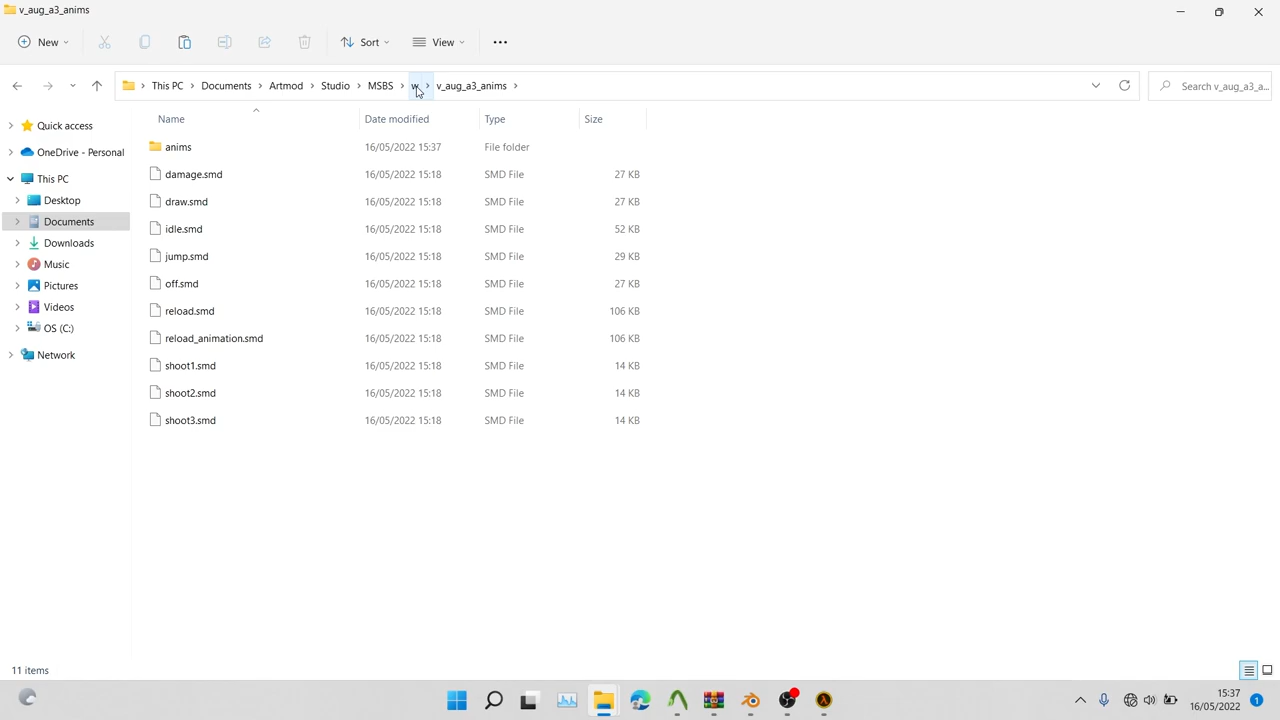 v_aug_a3_anims
New
Sort
View
This PC > Documents > Artmod > Studio > MSBS > w > v_aug_a3_anims >
Search v_aug_a3_a...
Name Date modified Type Size
Quick access
OneDrive - Personal
This PC
Desktop
Documents
Downloads
Music
Pictures
Videos
OS (C:)
Network
anims 16/05/2022 15:37 File folder
damage.smd 16/05/2022 15:18 SMD File 27 KB
draw.smd 16/05/2022 15:18 SMD File 27 KB
idle.smd 16/05/2022 15:18 SMD File 52 KB
jump.smd 16/05/2022 15:18 SMD File 29 KB
off.smd 16/05/2022 15:18 SMD File 27 KB
reload.smd 16/05/2022 15:18 SMD File 106 KB
reload_animation.smd 16/05/2022 15:18 SMD File 106 KB
shoot1.smd 16/05/2022 15:18 SMD File 14 KB
shoot2.smd 16/05/2022 15:18 SMD File 14 KB
shoot3.smd 16/05/2022 15:18 SMD File 14 KB
11 items
15:37
16/05/2022
1